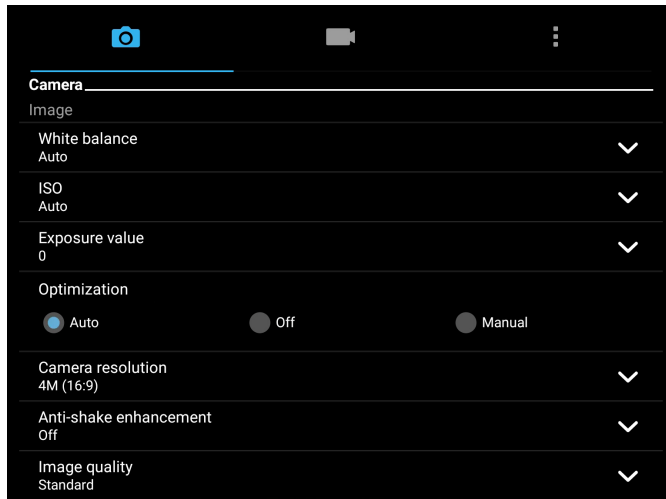 Camera
Image
White balance
Auto
ISO
Auto
Exposure value
0
Optimization
Auto Off Manual
Camera resolution
4M (16:9)
Anti-shake enhancement
Off
Image quality
Standard